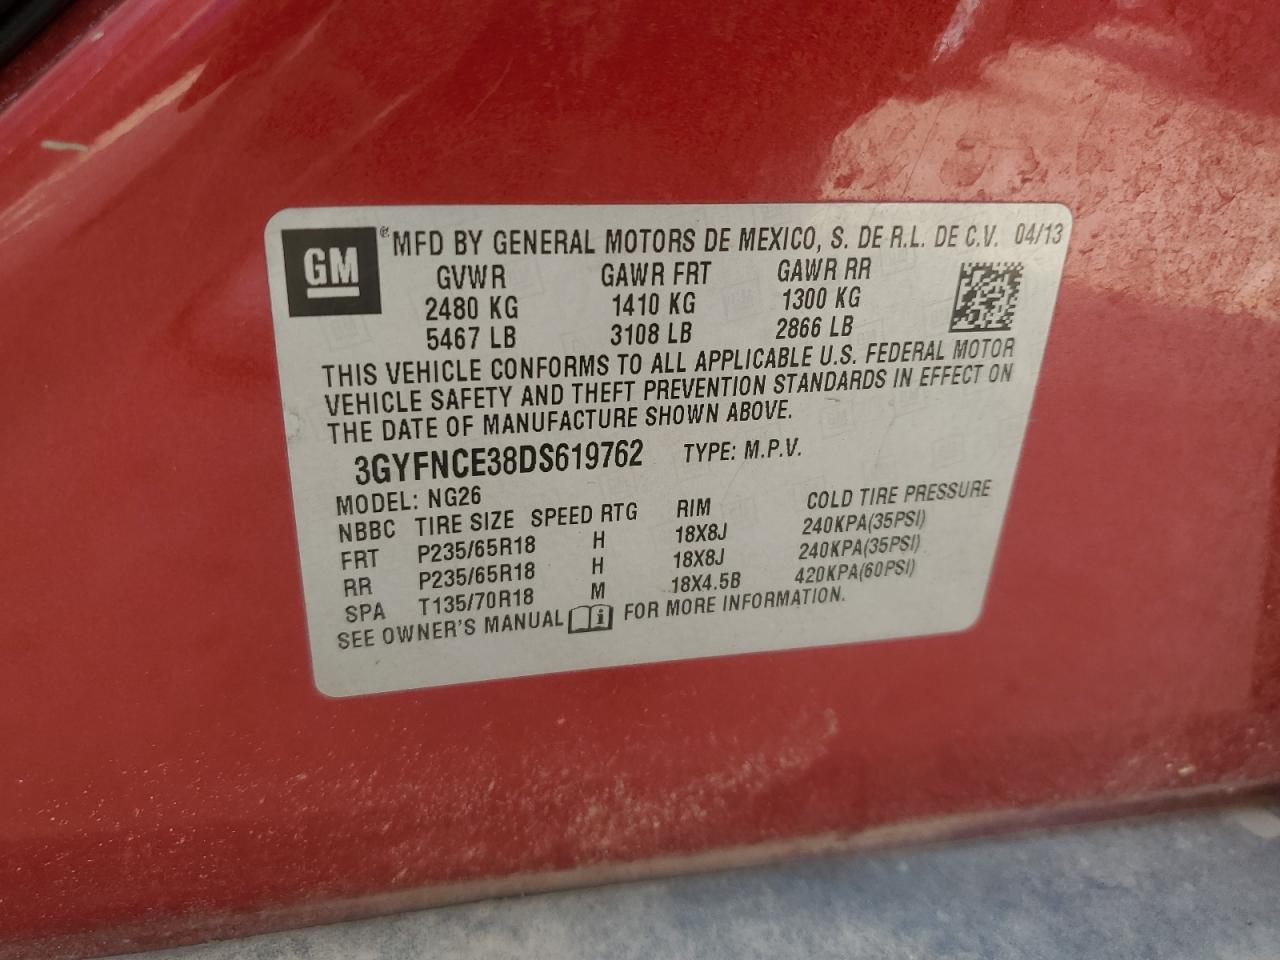 GM ® MFD BY GENERAL MOTORS DE MEXICO, S. DE R.L. DE C.V. 04/13
GVWR GAWR FRT GAWR RR
2480 KG 1410 KG 1300 KG
5467 LB 3108 LB 2866 LB
THIS VEHICLE CONFORMS TO ALL APPLICABLE U.S. FEDERAL MOTOR
VEHICLE SAFETY AND THEFT PREVENTION STANDARDS IN EFFECT ON
THE DATE OF MANUFACTURE SHOWN ABOVE.
3GYFNCE38DS619762 TYPE: M.P.V.
MODEL: NG26
NBBC TIRE SIZE SPEED RTG RIM COLD TIRE PRESSURE
FRT P235/65R18 H 18X8J 240KPA(35PSI)
RR P235/65R18 H 18X8J 240KPA(35PSI)
SPA T135/70R18 M 18X4.5B 420KPA(60PSI)
SEE OWNER'S MANUAL FOR MORE INFORMATION.